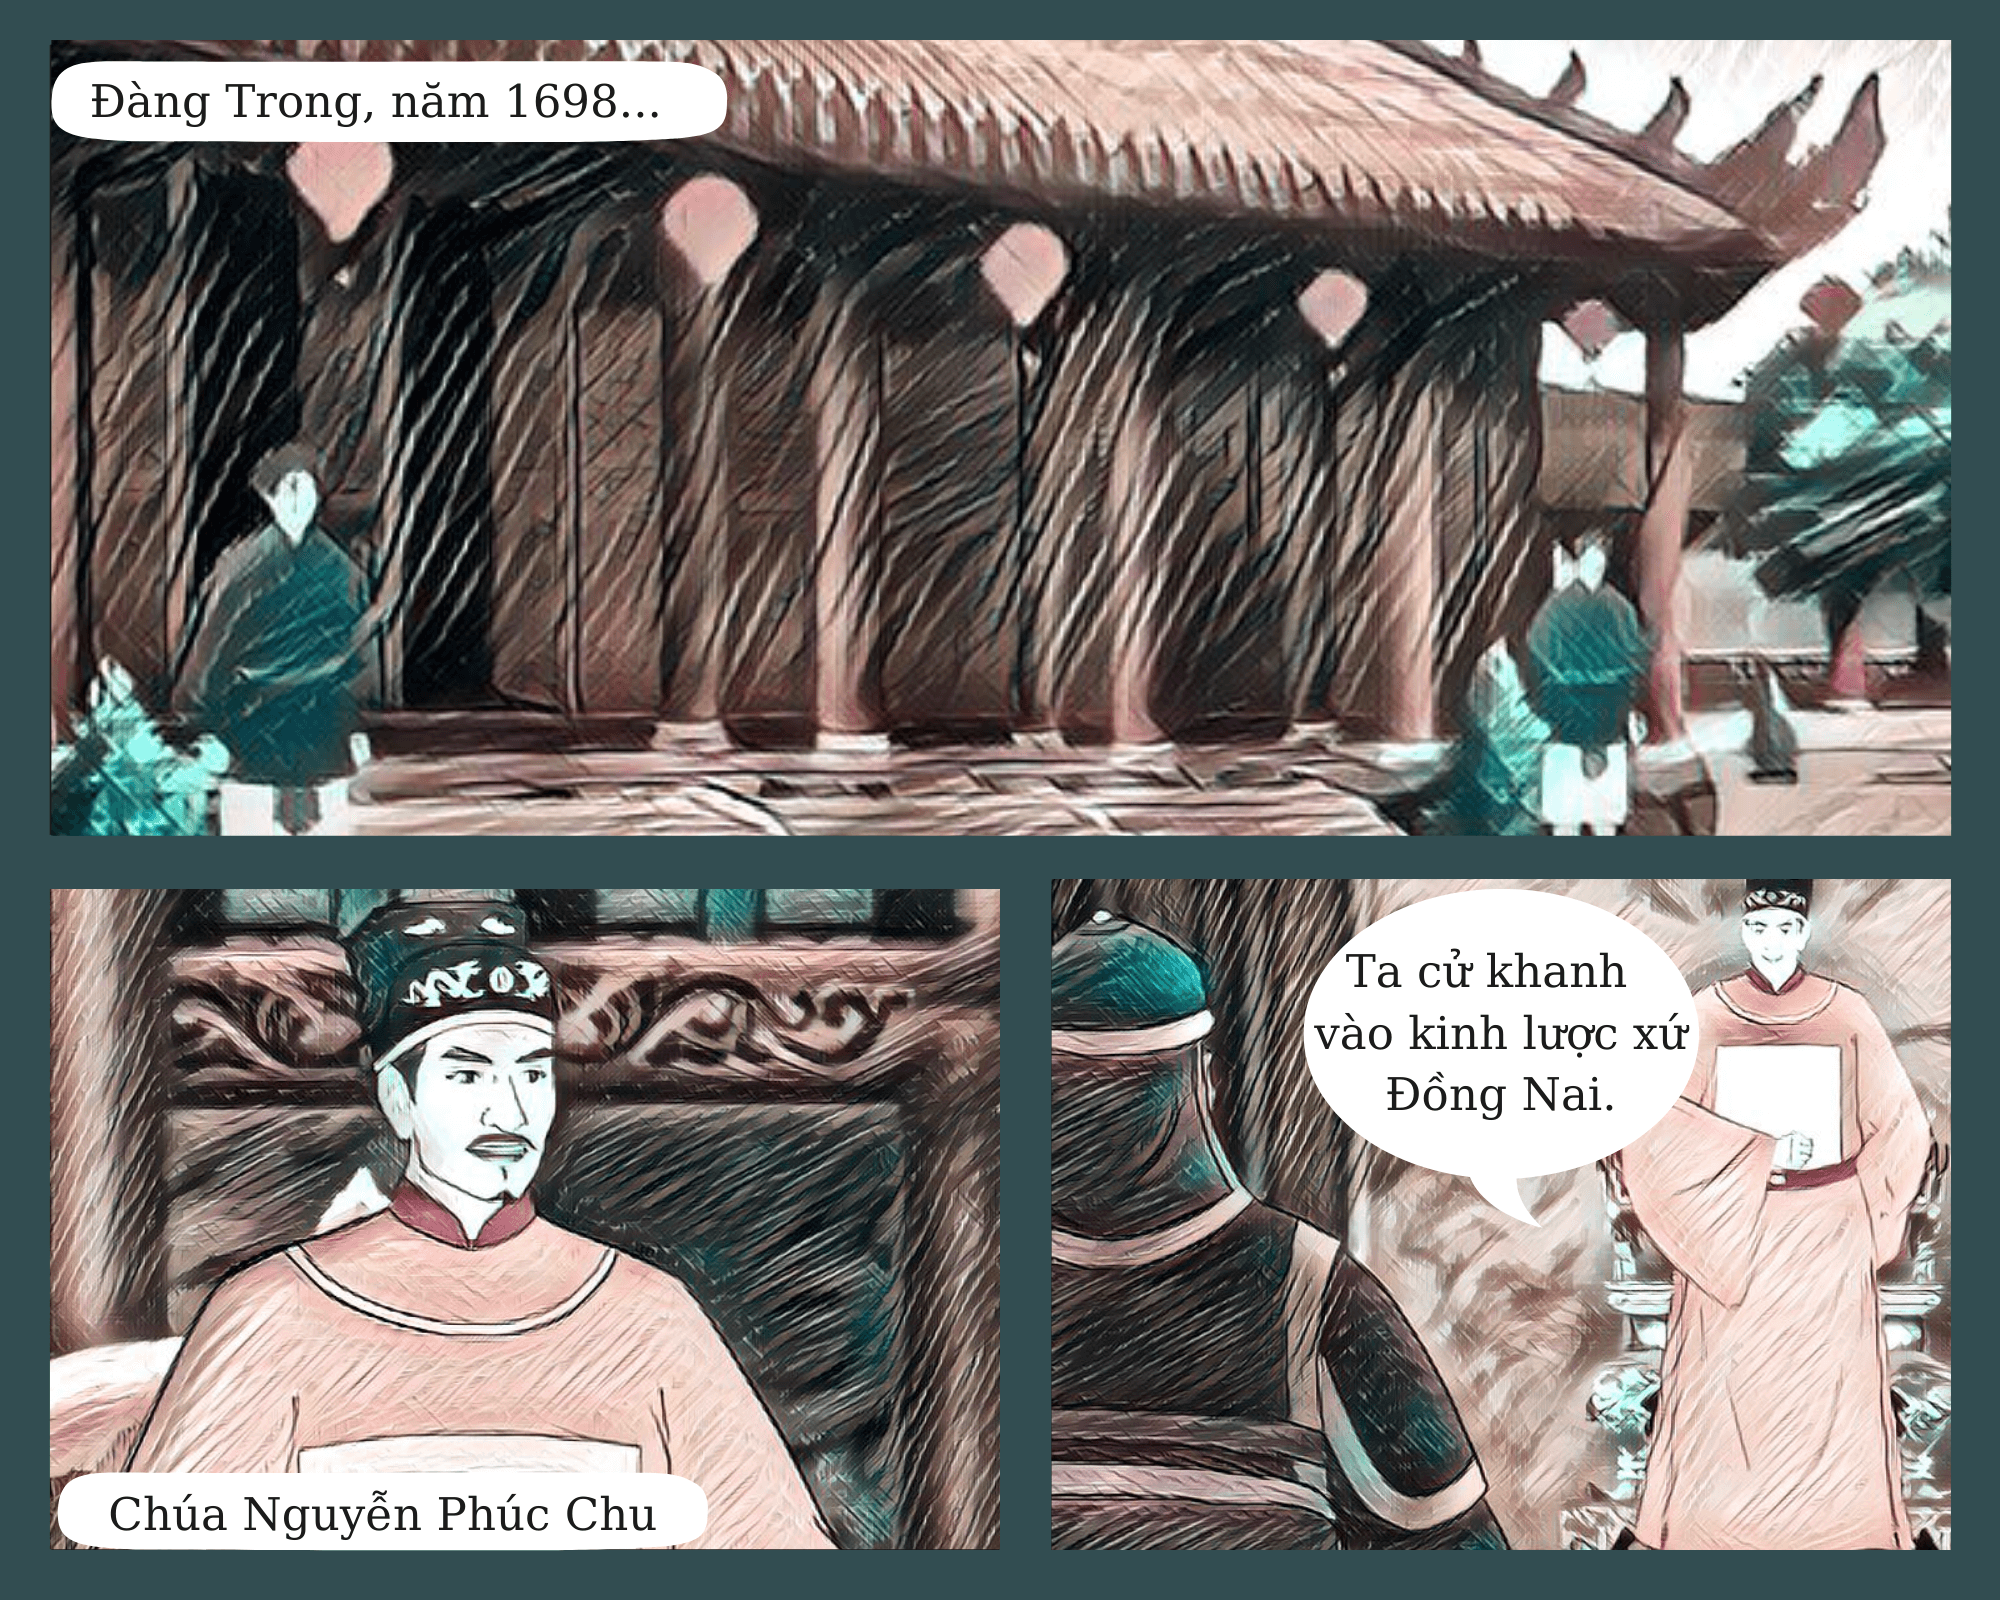 Đàng Trong, năm 1698...
Chúa Nguyễn Phúc Chu
Ta cử khanh
vào kinh lược xứ
Đồng Nai.